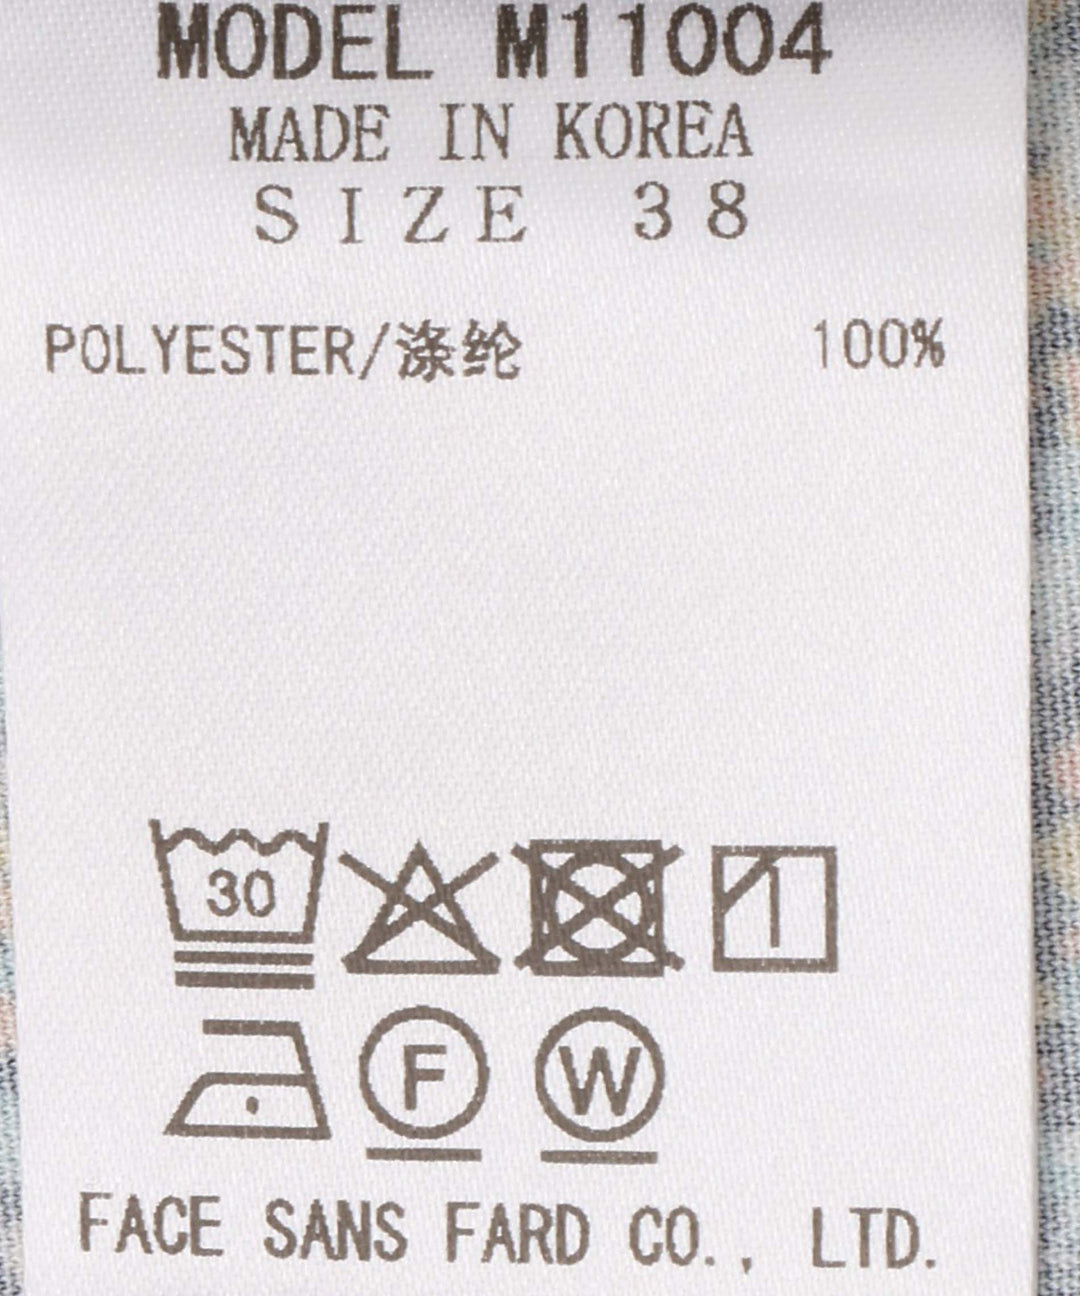 MODEL M11004
MADE IN KOREA
SIZE 38
POLYESTER/涤纶 100%
30
F W
FACE SANS FARD CO., LTD.